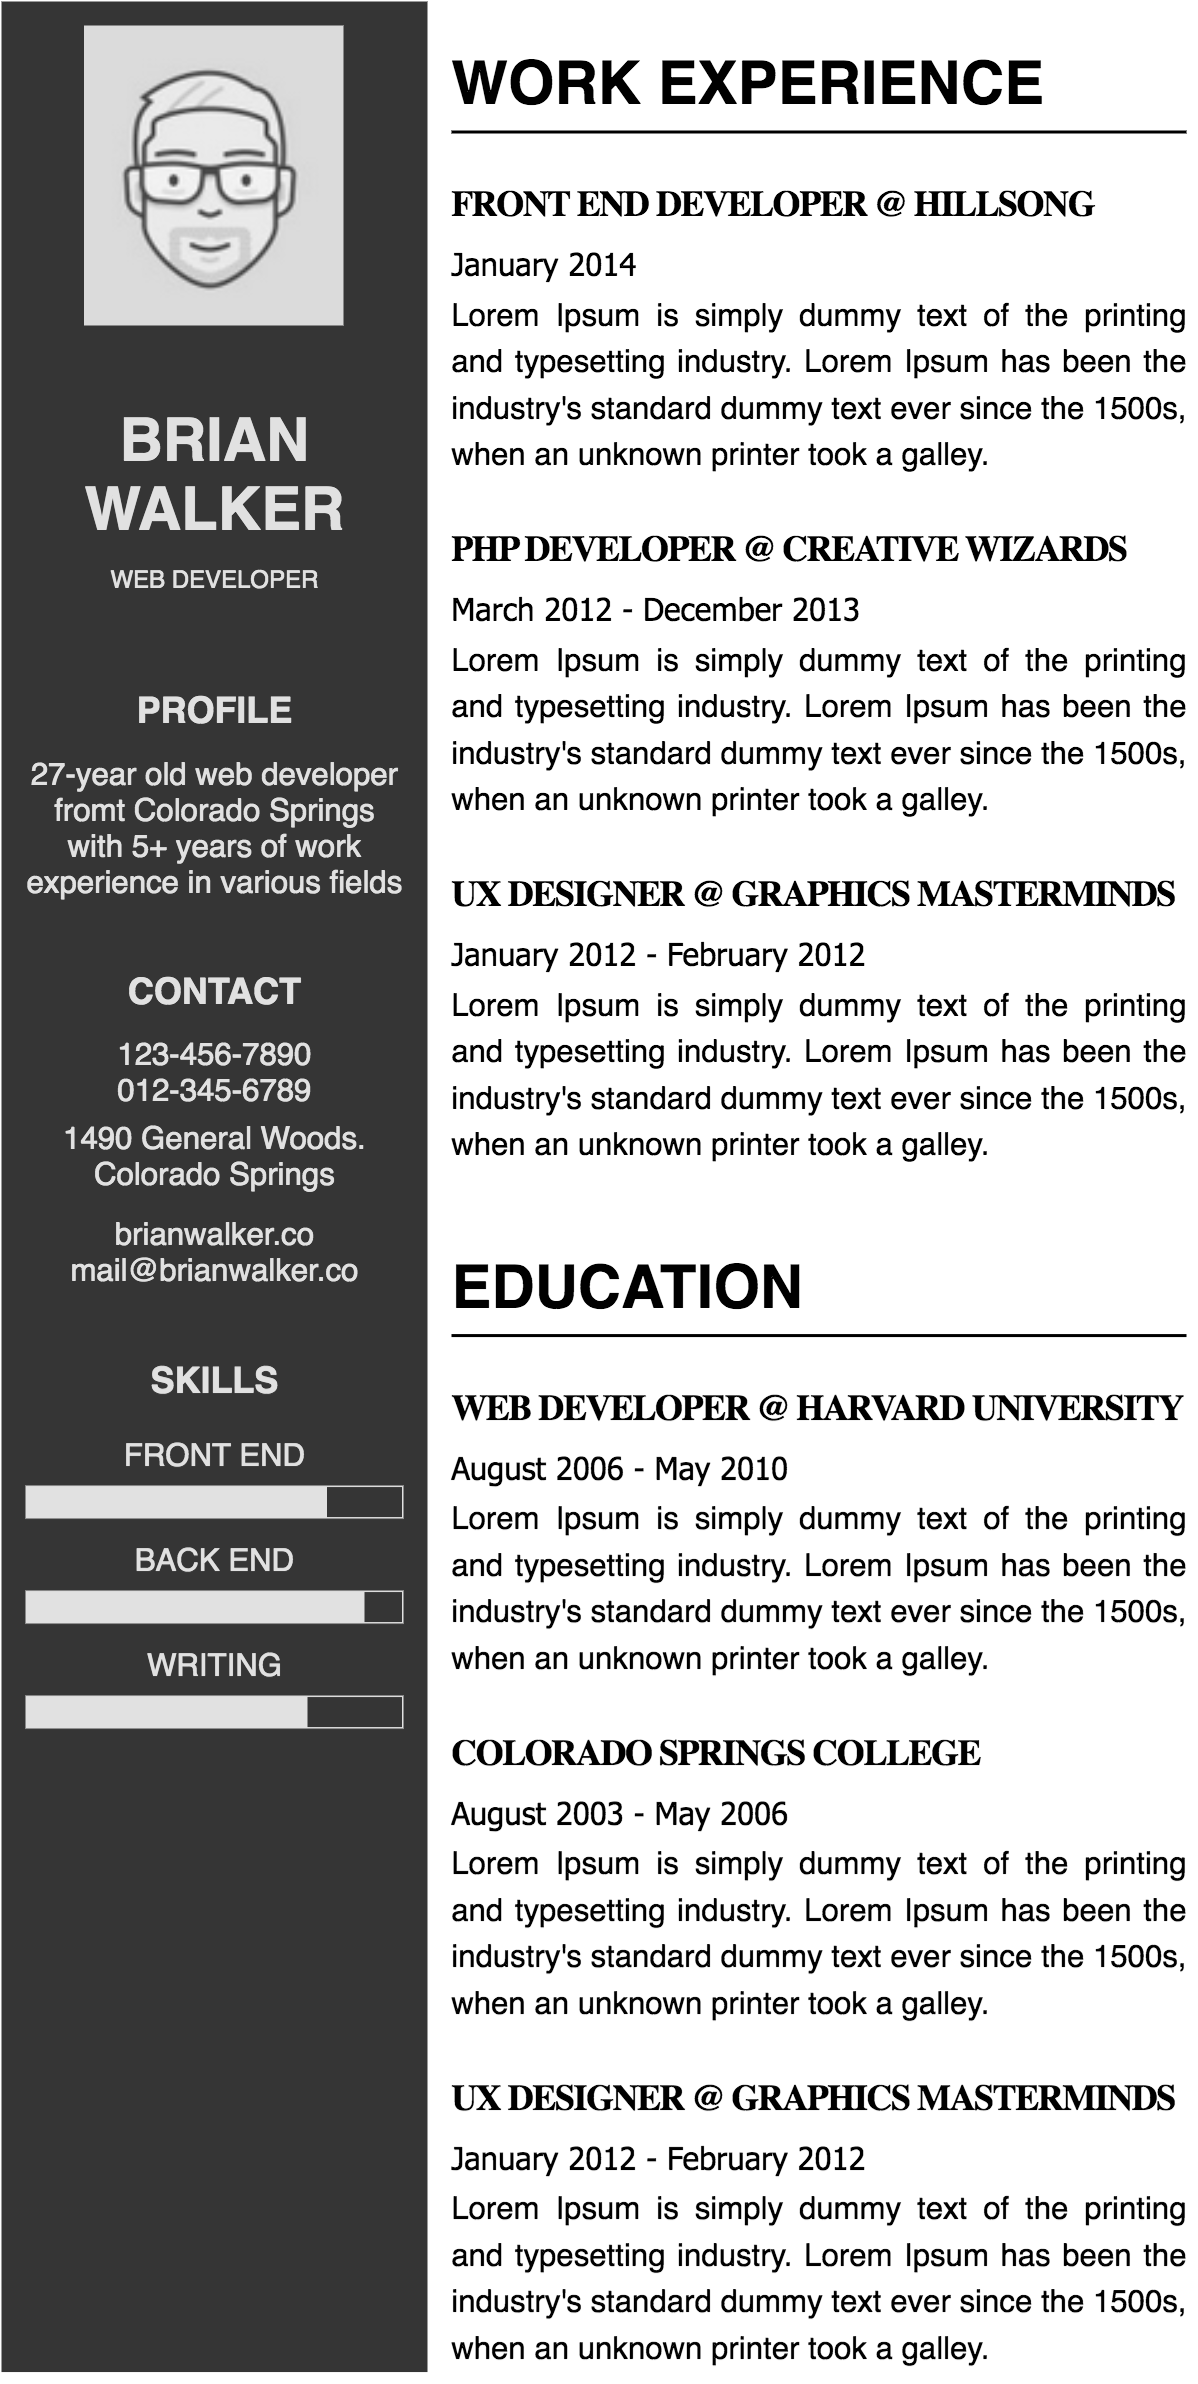 BRIAN
WALKER
WEB DEVELOPER
PROFILE
27-year old web developer
fromt Colorado Springs
with 5+ years of work
experience in various fields
CONTACT
123-456-7890
012-345-6789
1490 General Woods.
Colorado Springs
brianwalker.co
mail@brianwalker.co
SKILLS
FRONT END
BACK END
WRITING
WORK EXPERIENCE
FRONT END DEVELOPER @ HILLSONG
January 2014
Lorem Ipsum is simply dummy text of the printing
and typesetting industry. Lorem Ipsum has been the
industry's standard dummy text ever since the 1500s,
when an unknown printer took a galley.
PHP DEVELOPER @ CREATIVE WIZARDS
March 2012 - December 2013
Lorem Ipsum is simply dummy text of the printing
and typesetting industry. Lorem Ipsum has been the
industry's standard dummy text ever since the 1500s,
when an unknown printer took a galley.
UX DESIGNER @ GRAPHICS MASTERMINDS
January 2012 - February 2012
Lorem Ipsum is simply dummy text of the printing
and typesetting industry. Lorem Ipsum has been the
industry's standard dummy text ever since the 1500s,
when an unknown printer took a galley.
EDUCATION
WEB DEVELOPER @ HARVARD UNIVERSITY
August 2006 - May 2010
Lorem Ipsum is simply dummy text of the printing
and typesetting industry. Lorem Ipsum has been the
industry's standard dummy text ever since the 1500s,
when an unknown printer took a galley.
COLORADO SPRINGS COLLEGE
August 2003 - May 2006
Lorem Ipsum is simply dummy text of the printing
and typesetting industry. Lorem Ipsum has been the
industry's standard dummy text ever since the 1500s,
when an unknown printer took a galley.
UX DESIGNER @ GRAPHICS MASTERMINDS
January 2012 - February 2012
Lorem Ipsum is simply dummy text of the printing
and typesetting industry. Lorem Ipsum has been the
industry's standard dummy text ever since the 1500s,
when an unknown printer took a galley.